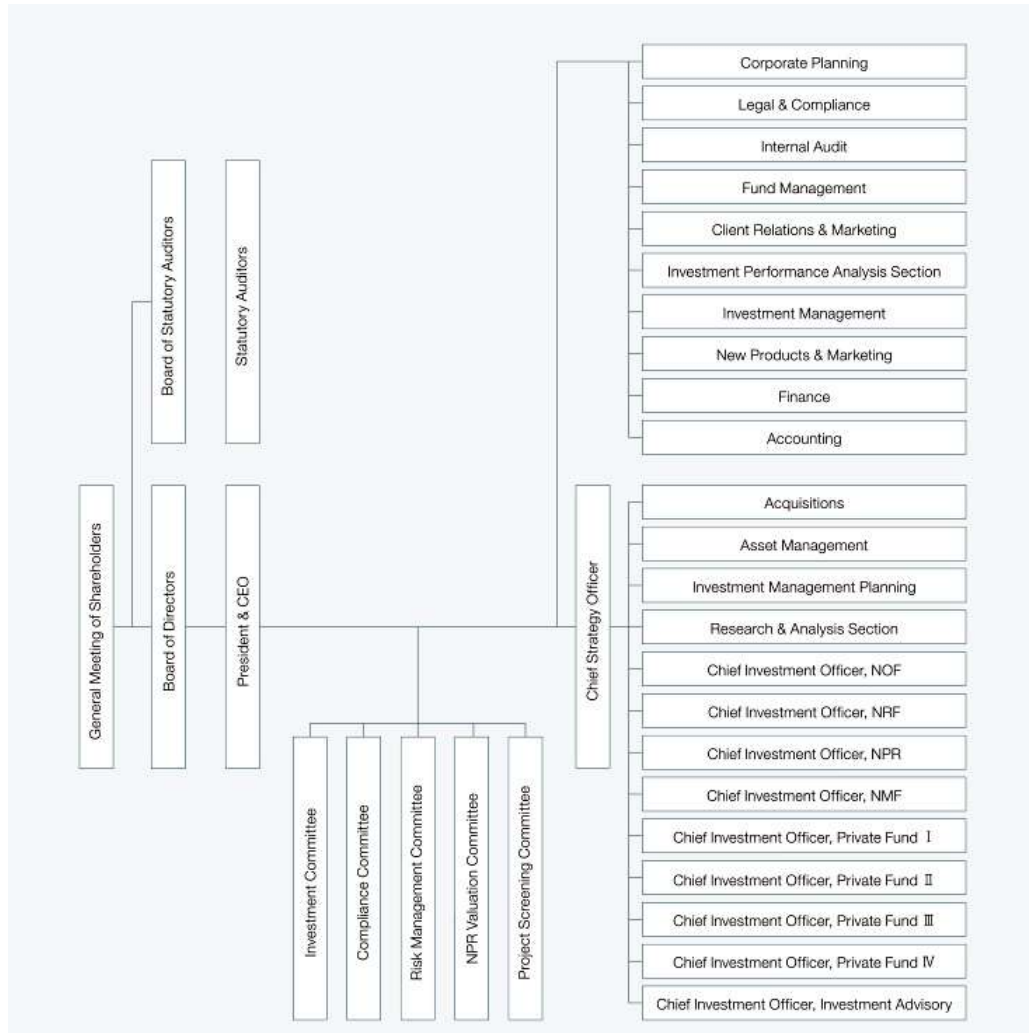 General Meeting of Shareholders
Board of Statutory Auditors
Statutory Auditors
Board of Directors
President & CEO
Investment Committee
Compliance Committee
Risk Management Committee
NPR Valuation Committee
Project Screening Committee
Chief Strategy Officer
Corporate Planning
Legal & Compliance
Internal Audit
Fund Management
Client Relations & Marketing
Investment Performance Analysis Section
Investment Management
New Products & Marketing
Finance
Accounting
Acquisitions
Asset Management
Investment Management Planning
Research & Analysis Section
Chief Investment Officer, NOF
Chief Investment Officer, NRF
Chief Investment Officer, NPR
Chief Investment Officer, NMF
Chief Investment Officer, Private Fund Ⅰ
Chief Investment Officer, Private Fund Ⅱ
Chief Investment Officer, Private Fund Ⅲ
Chief Investment Officer, Private Fund Ⅳ
Chief Investment Officer, Investment Advisory